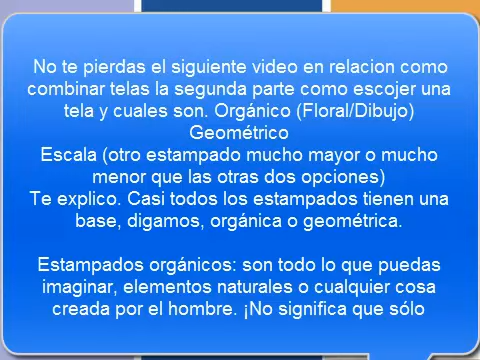 No te pierdas el siguiente video en relacion como
combinar telas la segunda parte como escojer una
tela y cuales son. Orgánico (Floral/Dibujo)
Geométrico
Escala (otro estampado mucho mayor o mucho
menor que las otras dos opciones)
Te explico. Casi todos los estampados tienen una
base, digamos, orgánica o geométrica.
Estampados orgánicos: son todo lo que puedas
imaginar, elementos naturales o cualquier cosa
creada por el hombre. ¡No significa que sólo